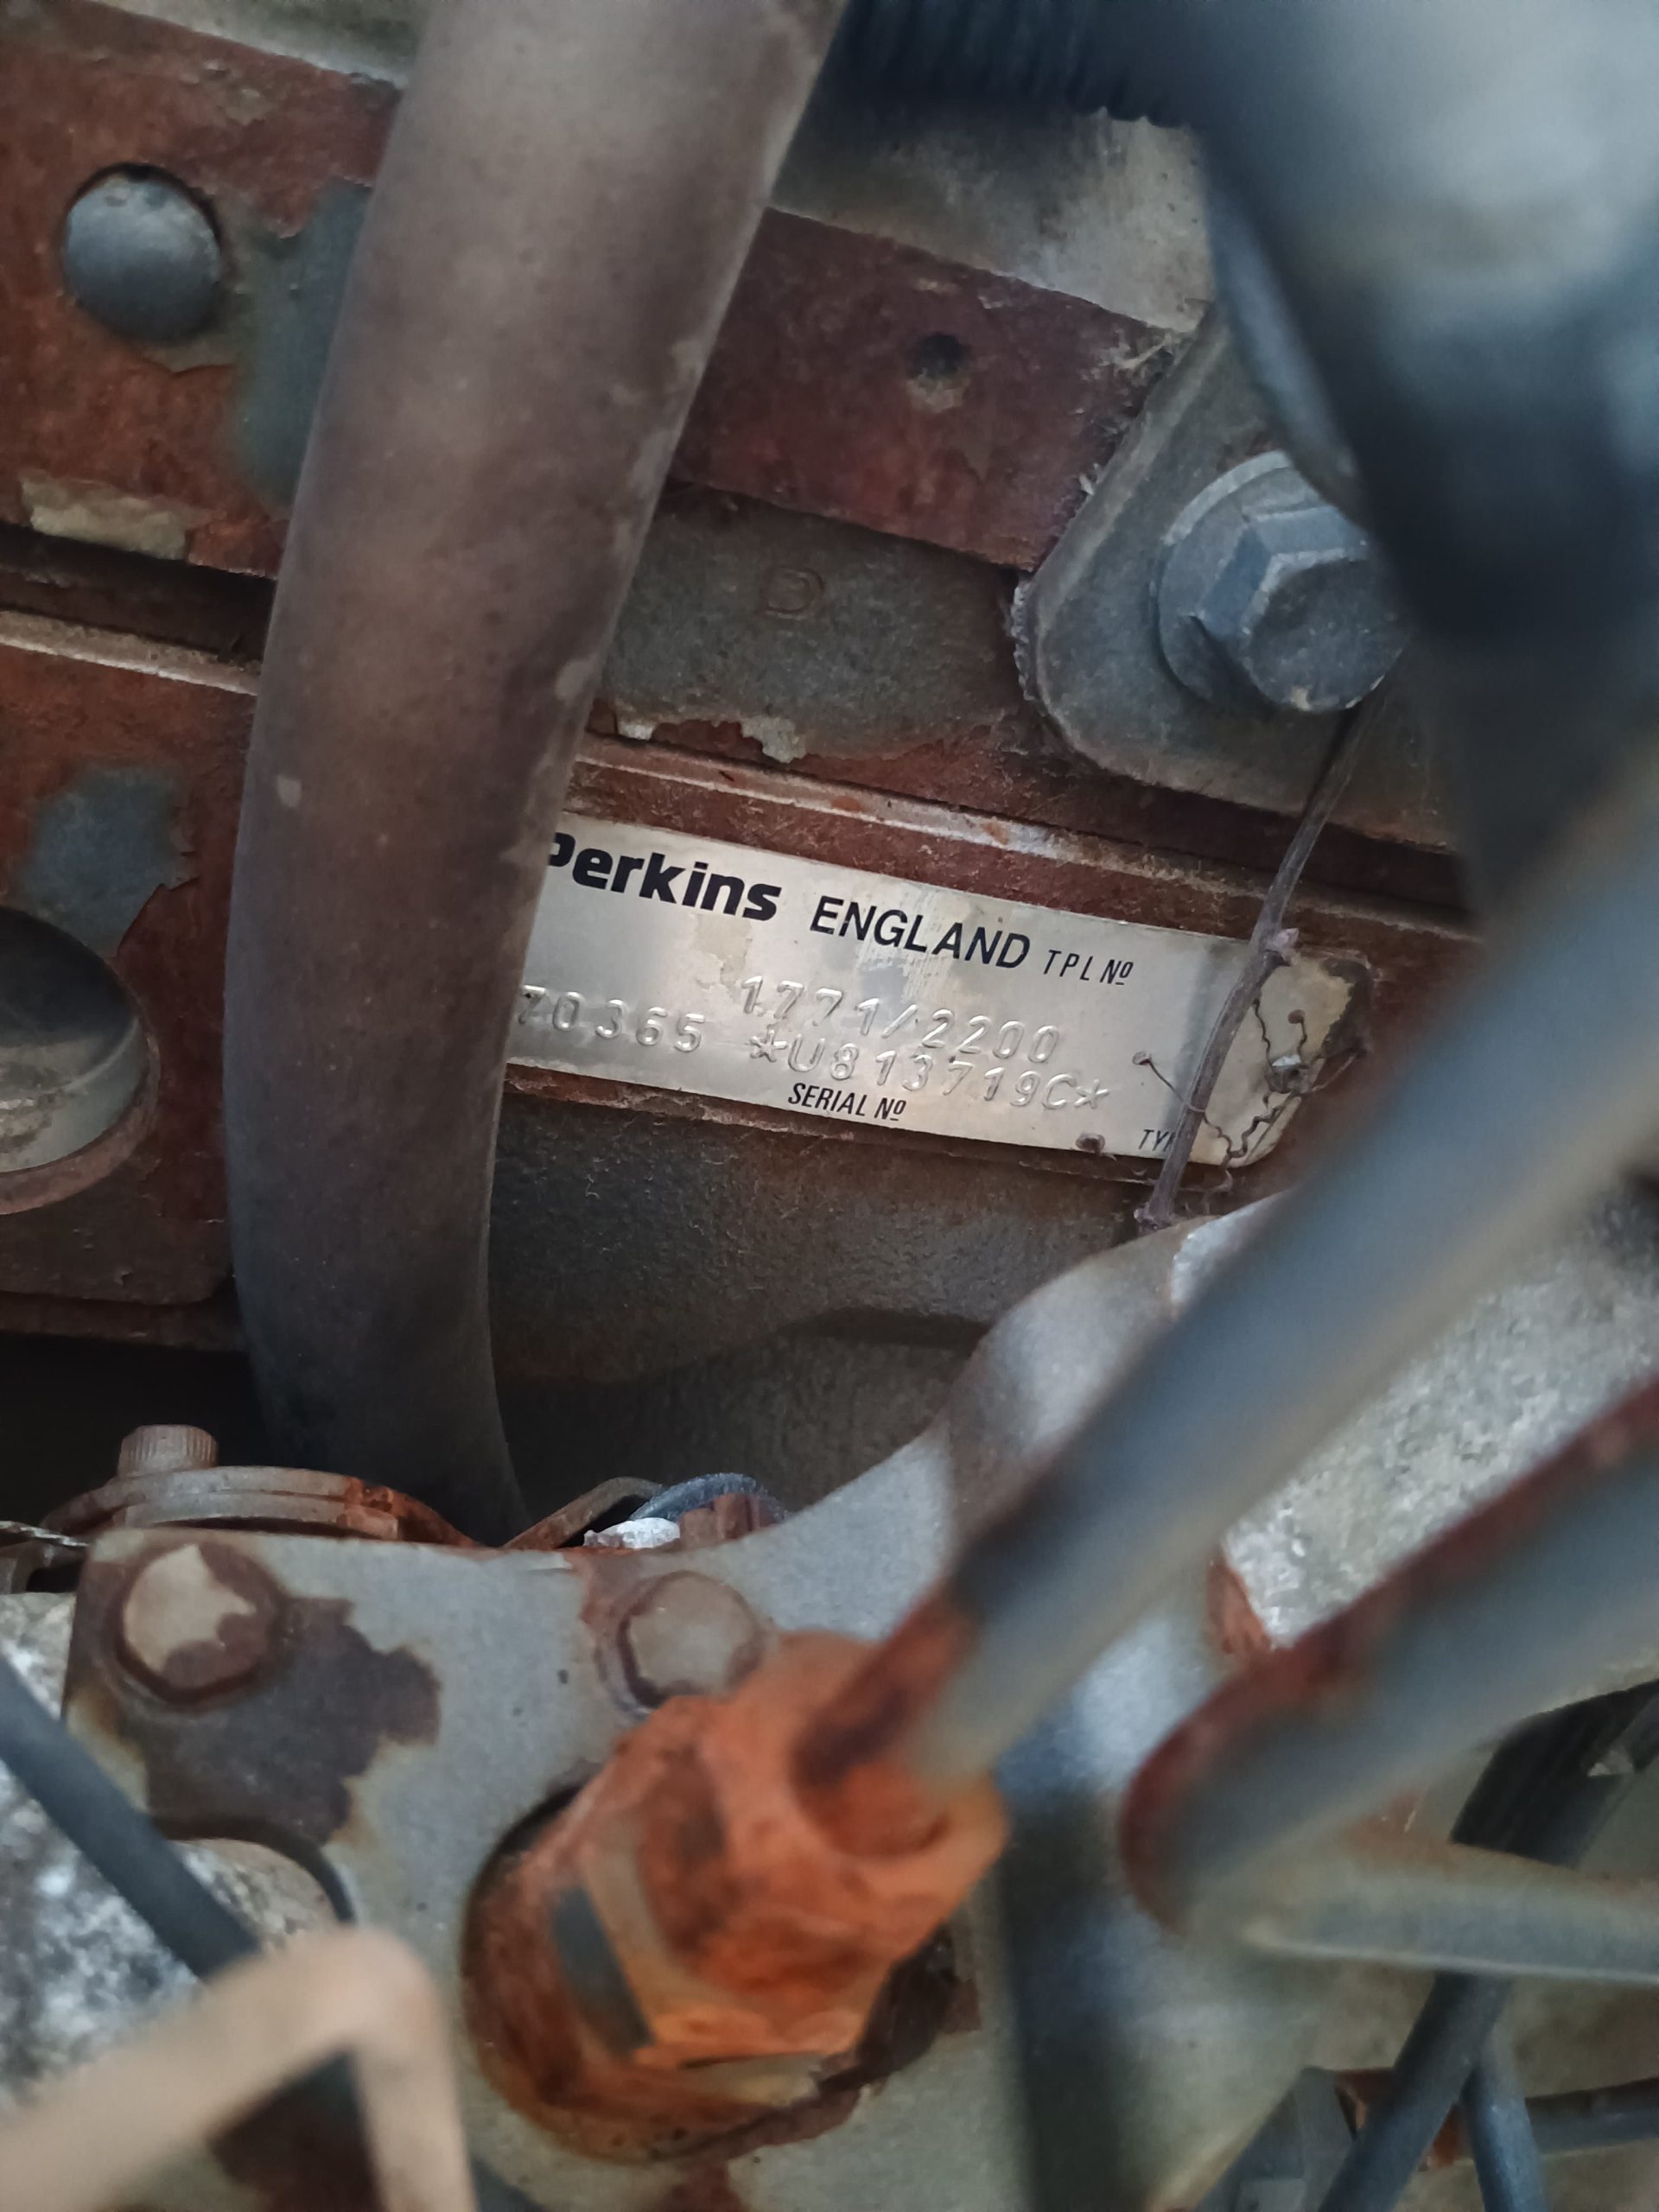 Perkins ENGLAND TPL Nº
1771/2200
70365 *U813719C*
SERIAL Nº
D